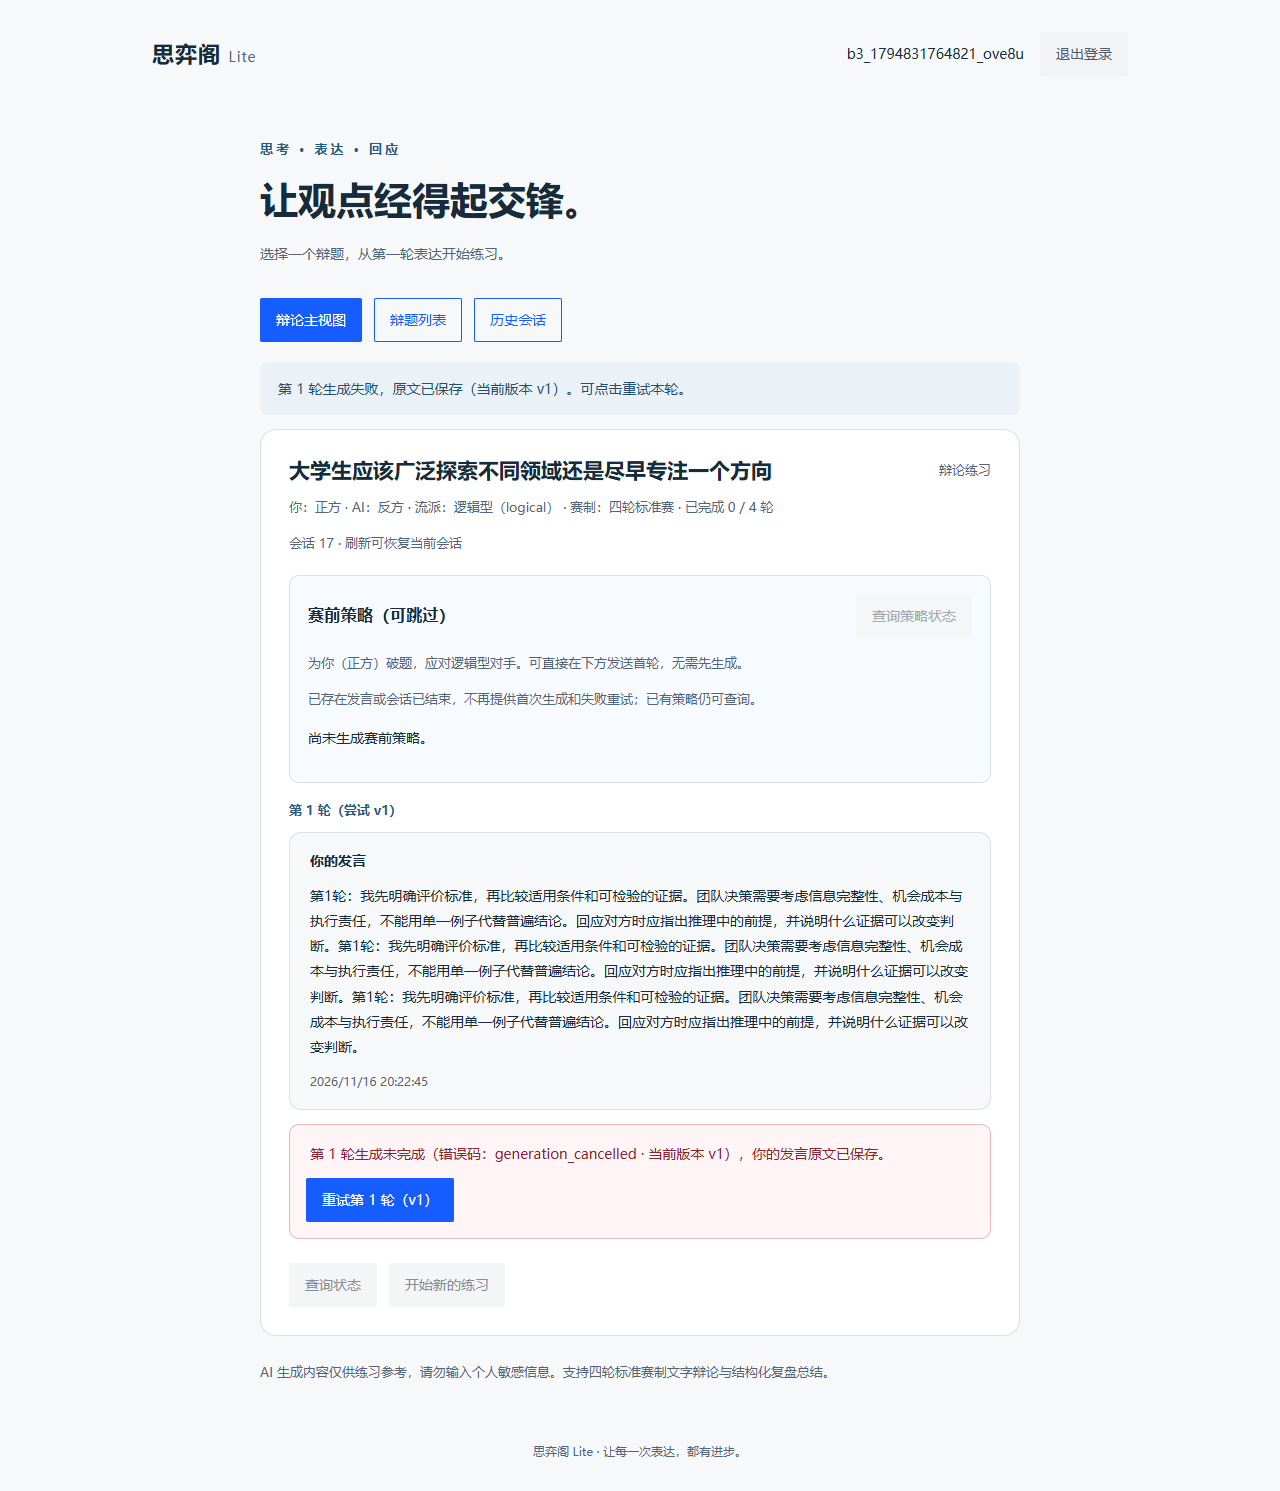 思弈阁 Lite
b3_1794831764821_ove8u
退出登录
思考 • 表达 • 回应
让观点经得起交锋。
选择一个辩题，从第一轮表达开始练习。
辩论主视图
辩题列表
历史会话
第 1 轮生成失败，原文已保存（当前版本 v1）。可点击重试本轮。
大学生应该广泛探索不同领域还是尽早专注一个方向
辩论练习
你：正方 · AI：反方 · 流派：逻辑型（logical） · 赛制：四轮标准赛 · 已完成 0 / 4 轮
会话 17 · 刷新可恢复当前会话
赛前策略（可跳过）
查询策略状态
为你（正方）破题，应对逻辑型对手。可直接在下方发送首轮，无需先生成。
已存在发言或会话已结束，不再提供首次生成和失败重试；已有策略仍可查询。
尚未生成赛前策略。
第 1 轮（尝试 v1）
你的发言
第1轮：我先明确评价标准，再比较适用条件和可检验的证据。团队决策需要考虑信息完整性、机会成本与
执行责任，不能用单一例子代替普遍结论。回应对方时应指出推理中的前提，并说明什么证据可以改变判
断。第1轮：我先明确评价标准，再比较适用条件和可检验的证据。团队决策需要考虑信息完整性、机会成
本与执行责任，不能用单一例子代替普遍结论。回应对方时应指出推理中的前提，并说明什么证据可以改变
判断。第1轮：我先明确评价标准，再比较适用条件和可检验的证据。团队决策需要考虑信息完整性、机会
成本与执行责任，不能用单一例子代替普遍结论。回应对方时应指出推理中的前提，并说明什么证据可以改
变判断。
2026/11/16 20:22:45
第 1 轮生成未完成（错误码：generation_cancelled · 当前版本 v1），你的发言原文已保存。
重试第 1 轮（v1）
查询状态
开始新的练习
AI 生成内容仅供练习参考，请勿输入个人敏感信息。支持四轮标准赛制文字辩论与结构化复盘总结。
思弈阁 Lite · 让每一次表达，都有进步。